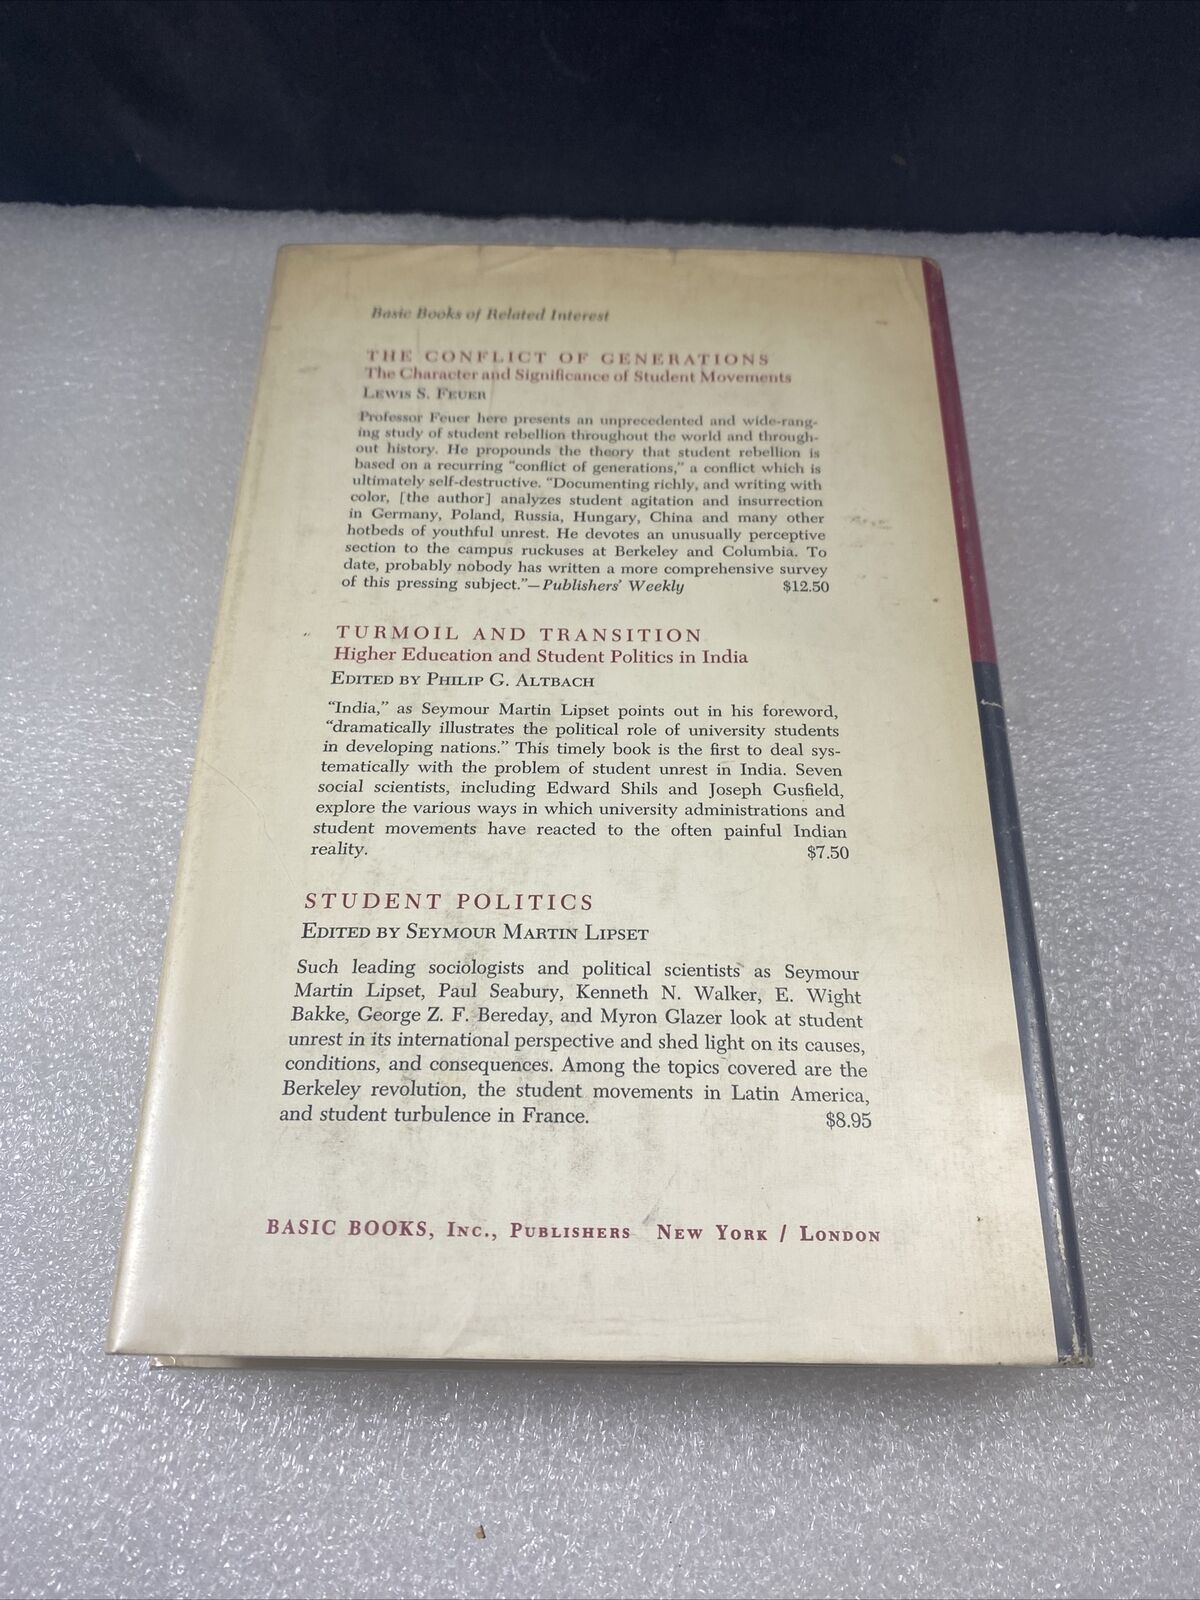 Basic Books of Related Interest
THE CONFLICT OF GENERATIONS
The Character and Significance of Student Movements
LEWIS S. FEUER
Professor Feuer here presents an unprecedented and wide-rang-
ing study of student rebellion throughout the world and through-
out history. He propounds the theory that student rebellion is
based on a recurring “conflict of generations,” a conflict which is
ultimately self-destructive. “Documenting richly, and writing with
color, [the author] analyzes student agitation and insurrection
in Germany, Poland, Russia, Hungary, China and many other
hotbeds of youthful unrest. He devotes an unusually perceptive
section to the campus ruckuses at Berkeley and Columbia. To
date, probably nobody has written a more comprehensive survey
of this pressing subject.”—Publishers' Weekly $12.50
TURMOIL AND TRANSITION
Higher Education and Student Politics in India
EDITED BY PHILIP G. ALTBACH
“India,” as Seymour Martin Lipset points out in his foreword,
“dramatically illustrates the political role of university students
in developing nations.” This timely book is the first to deal sys-
tematically with the problem of student unrest in India. Seven
social scientists, including Edward Shils and Joseph Gusfield,
explore the various ways in which university administrations and
student movements have reacted to the often painful Indian
reality. $7.50
STUDENT POLITICS
EDITED BY SEYMOUR MARTIN LIPSET
Such leading sociologists and political scientists as Seymour
Martin Lipset, Paul Seabury, Kenneth N. Walker, E. Wight
Bakke, George Z. F. Bereday, and Myron Glazer look at student
unrest in its international perspective and shed light on its causes,
conditions, and consequences. Among the topics covered are the
Berkeley revolution, the student movements in Latin America,
and student turbulence in France. $8.95
BASIC BOOKS, INC., PUBLISHERS NEW YORK / LONDON